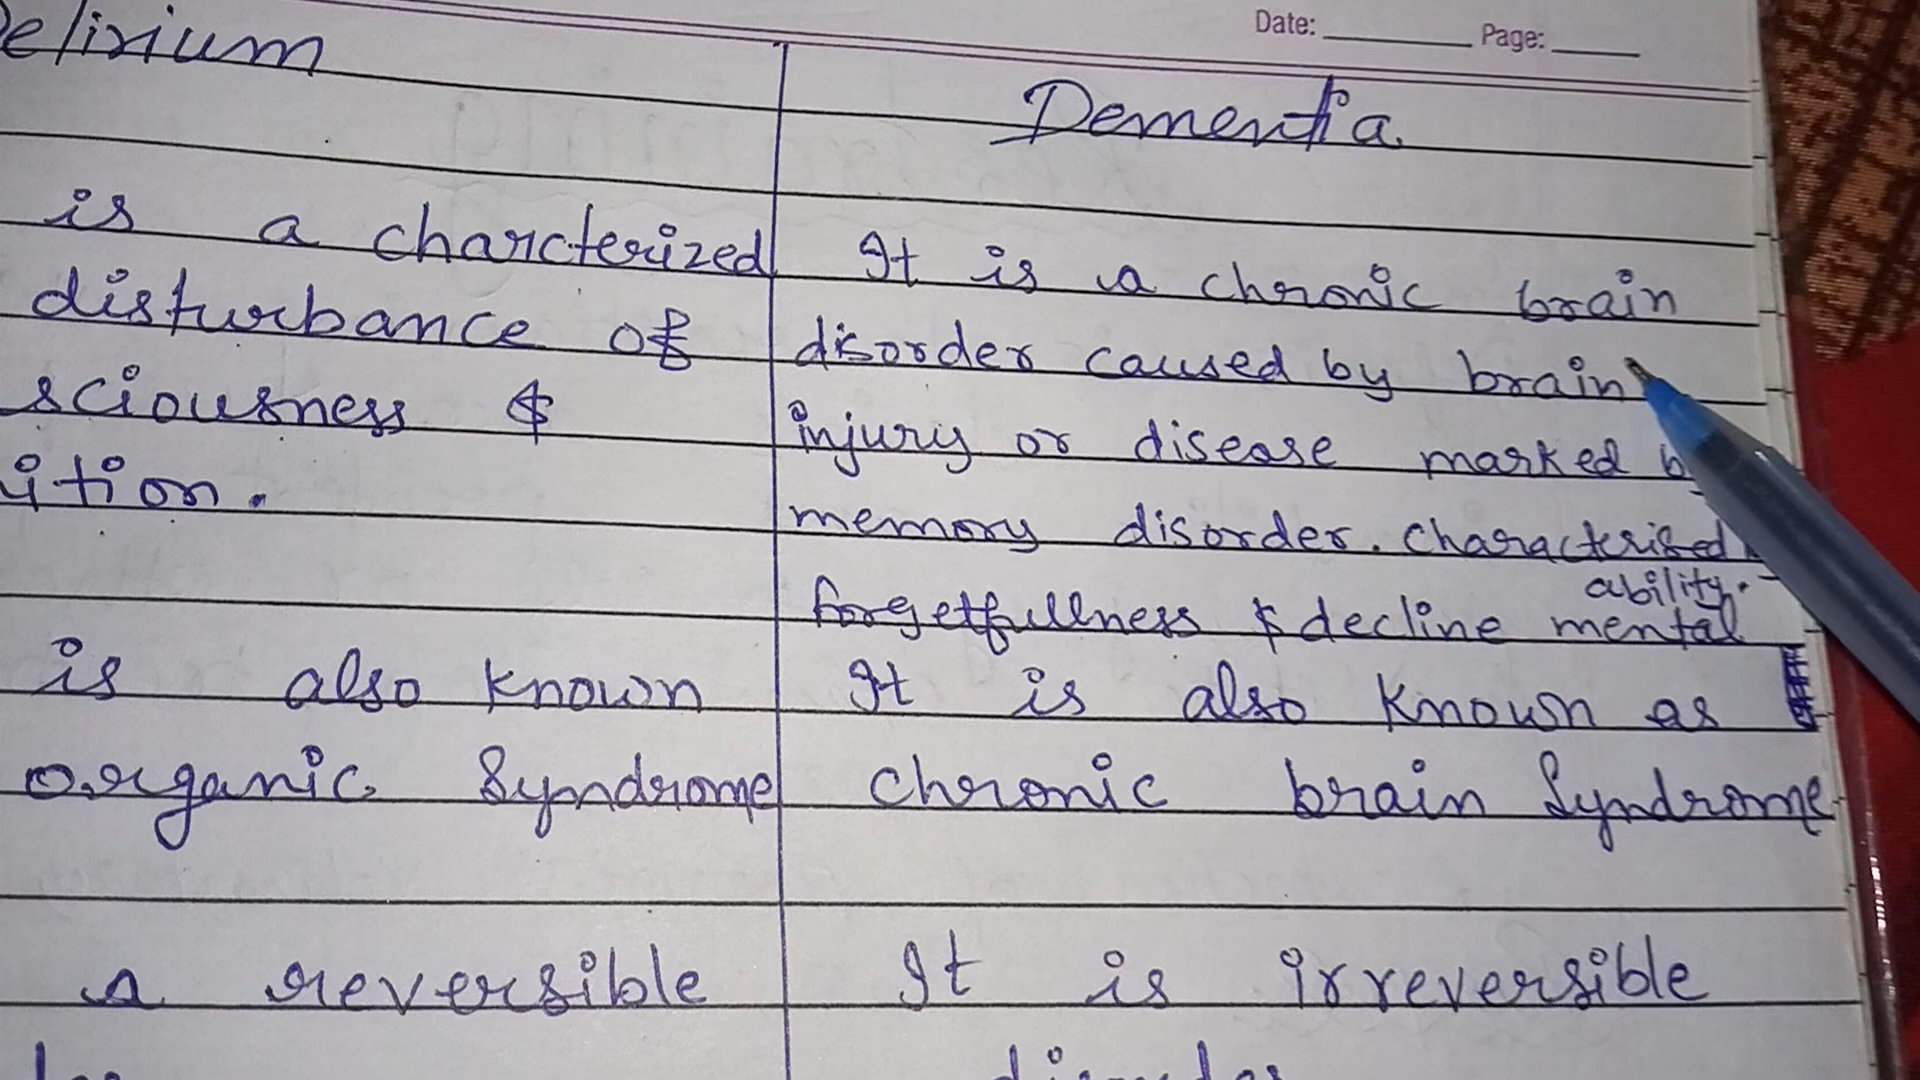 Date: Page:
elirium
Dementia.
is a charcterized
disturbance of
sciousness &
ition.
is also known
organic Syndrome
a reversible
It is a chronic brain
disorder caused by brain
injury or disease marked b
memory disorder. Characterised
ability.
forgetfullness & decline mental
It is also known as
chronic brain Syndrome
It is irreversible